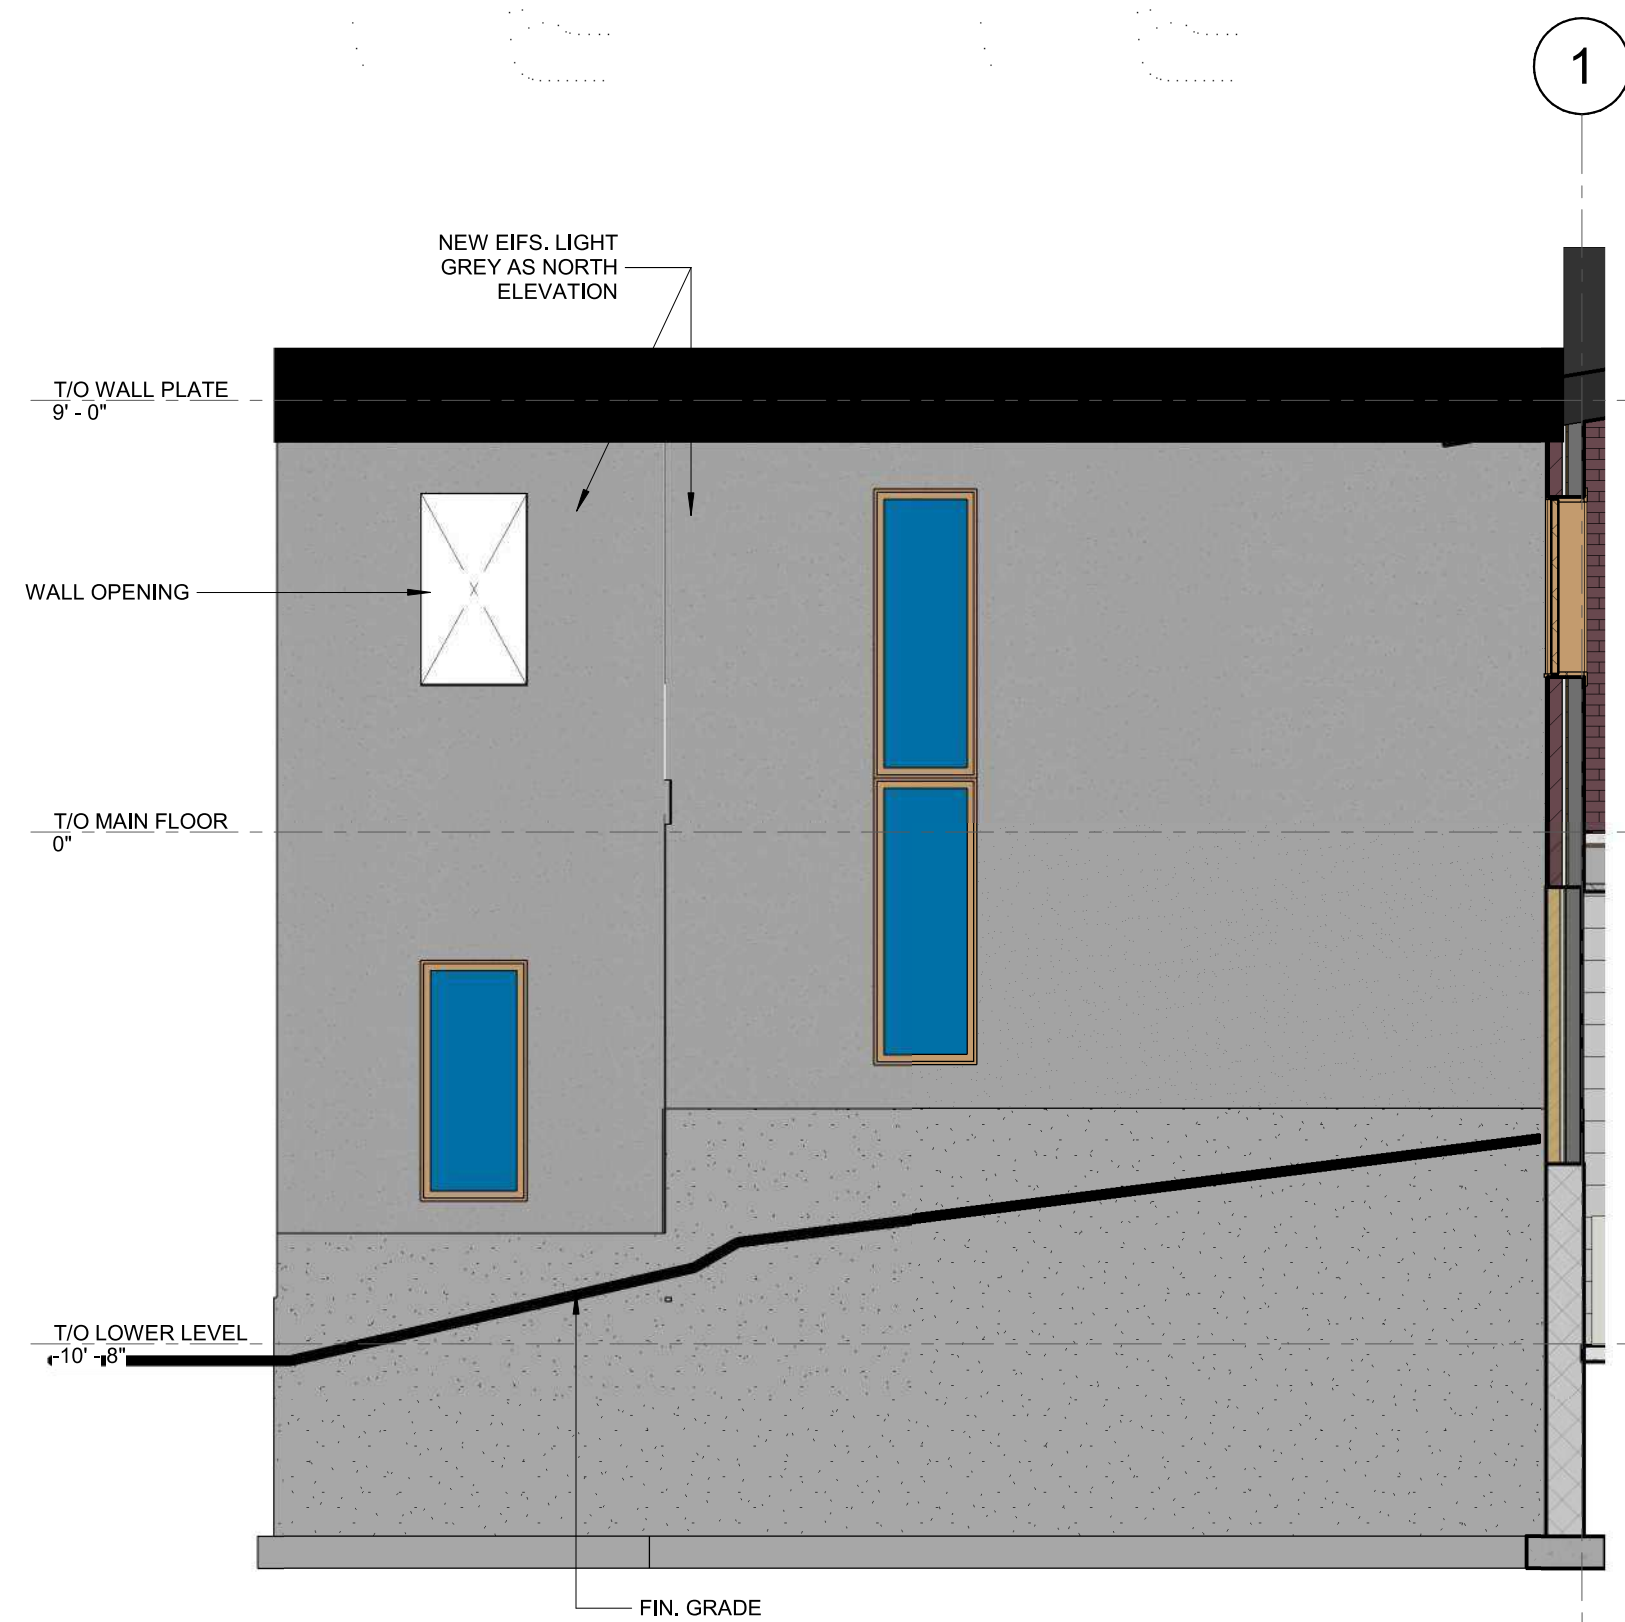 1
NEW EIFS. LIGHT
GREY AS NORTH
ELEVATION
T/O WALL PLATE
9' - 0"
WALL OPENING
T/O MAIN FLOOR
0"
T/O LOWER LEVEL
-10' - 8"
FIN. GRADE